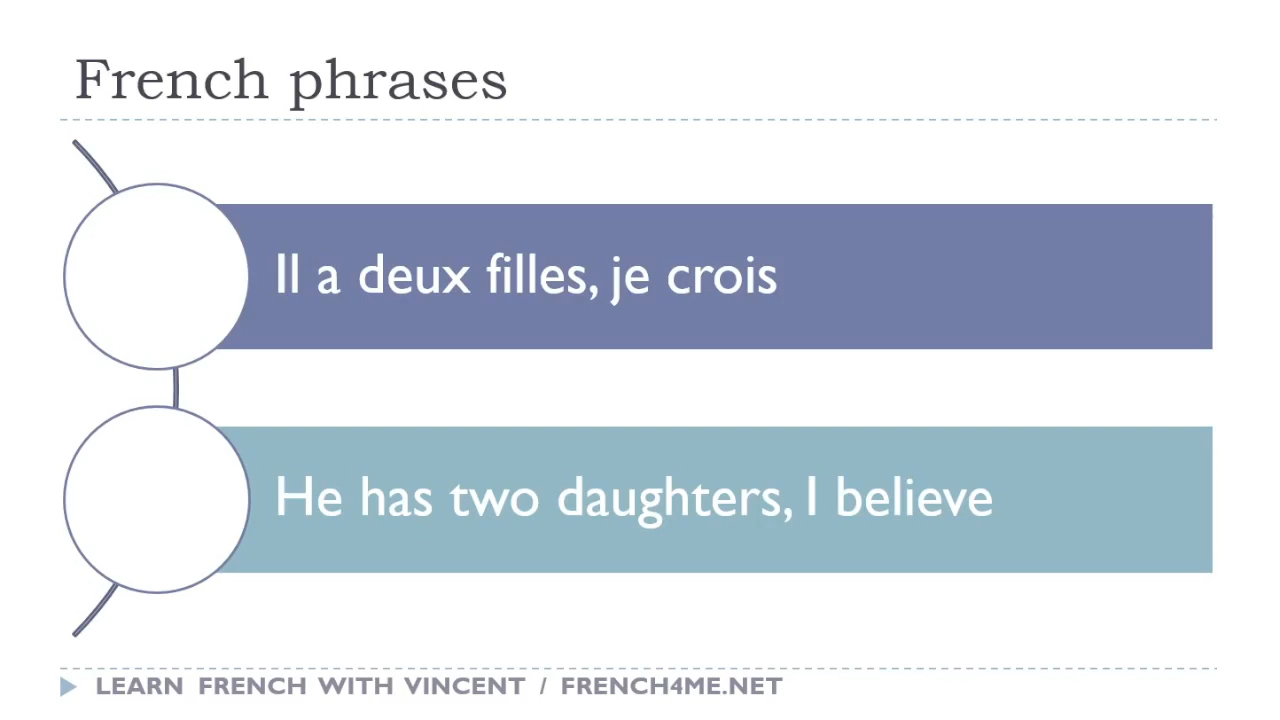 French phrases
Il a deux filles, je crois
He has two daughters, I believe
LEARN FRENCH WITH VINCENT / FRENCH4ME.NET